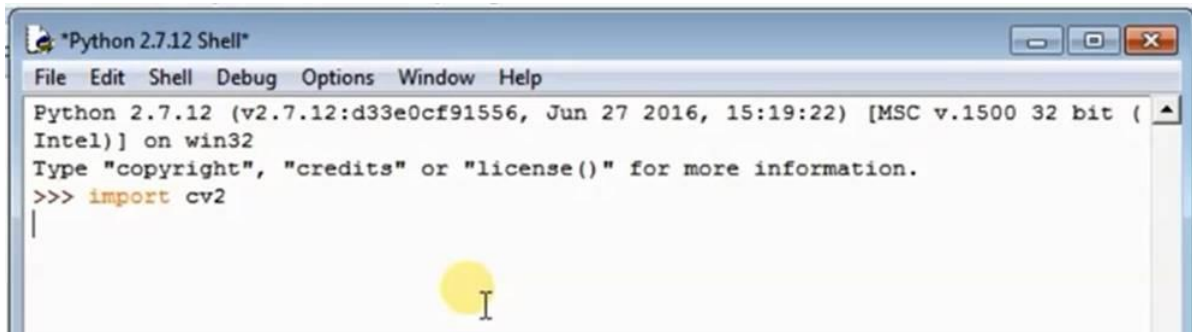 *Python 2.7.12 Shell*
File Edit Shell Debug Options Window Help
Python 2.7.12 (v2.7.12:d33e0cf91556, Jun 27 2016, 15:19:22) [MSC v.1500 32 bit (
Intel)] on win32
Type "copyright", "credits" or "license()" for more information.
>>> import cv2